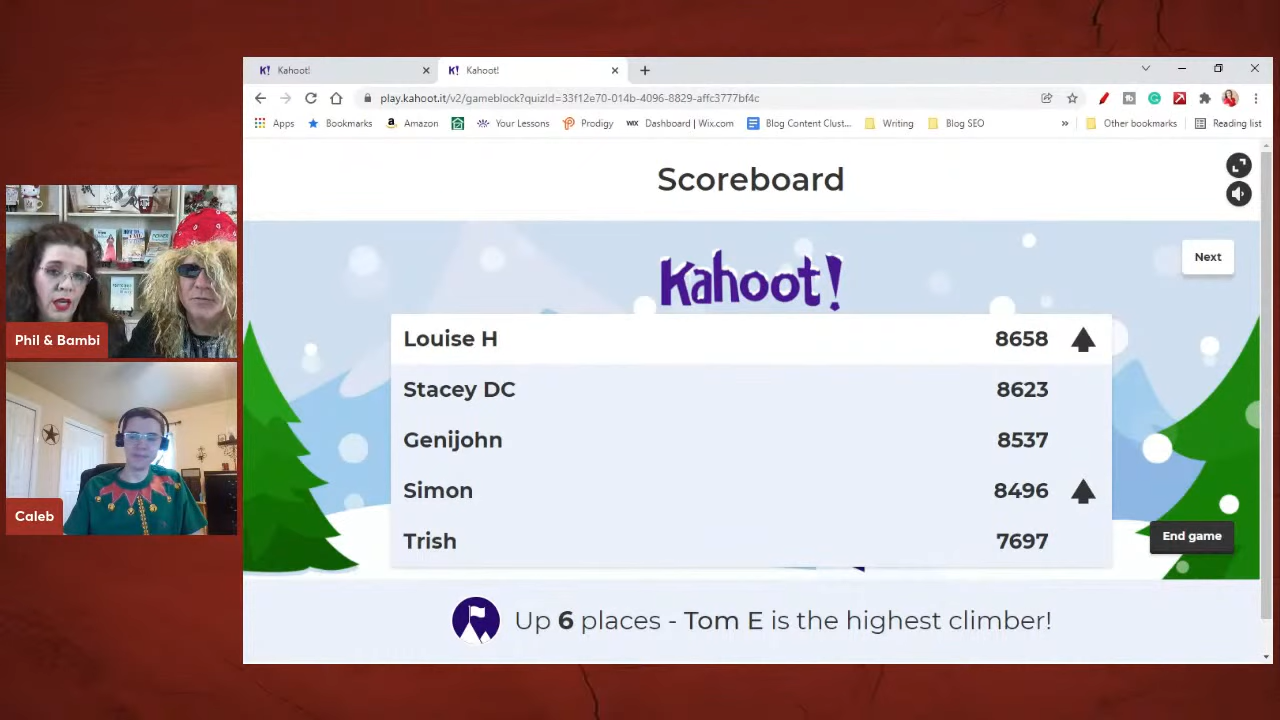 Kahoot!
Kahoot!
play.kahoot.it/v2/gameblock?quizId=33f12e70-014b-4096-8829-affc3777bf4c
Apps
Bookmarks
Amazon
Your Lessons
Prodigy
WIX
Dashboard | Wix.com
Blog Content Clust...
Writing
Blog SEO
»
Other bookmarks
Reading list
Scoreboard
Kahoot!
Next
Louise H 8658
Stacey DC 8623
Genijohn 8537
Simon 8496
Trish 7697
End game
Up 6 places - Tom E is the highest climber!
Phil & Bambi
Caleb